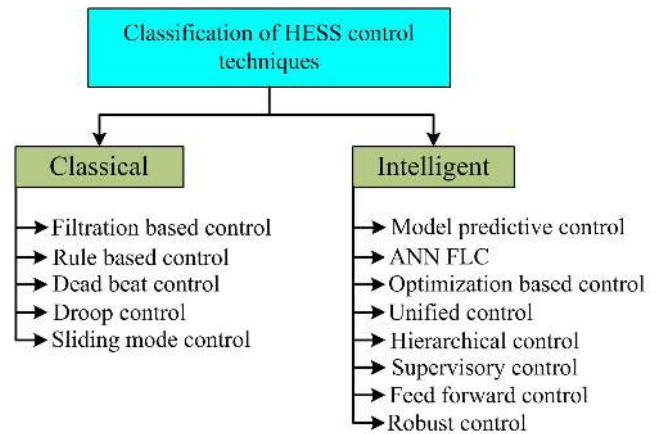 Classification of HESS control
techniques
Classical
Filtration based control
Rule based control
Dead beat control
Droop control
Sliding mode control
Intelligent
Model predictive control
ANN FLC
Optimization based control
Unified control
Hierarchical control
Supervisory control
Feed forward control
Robust control